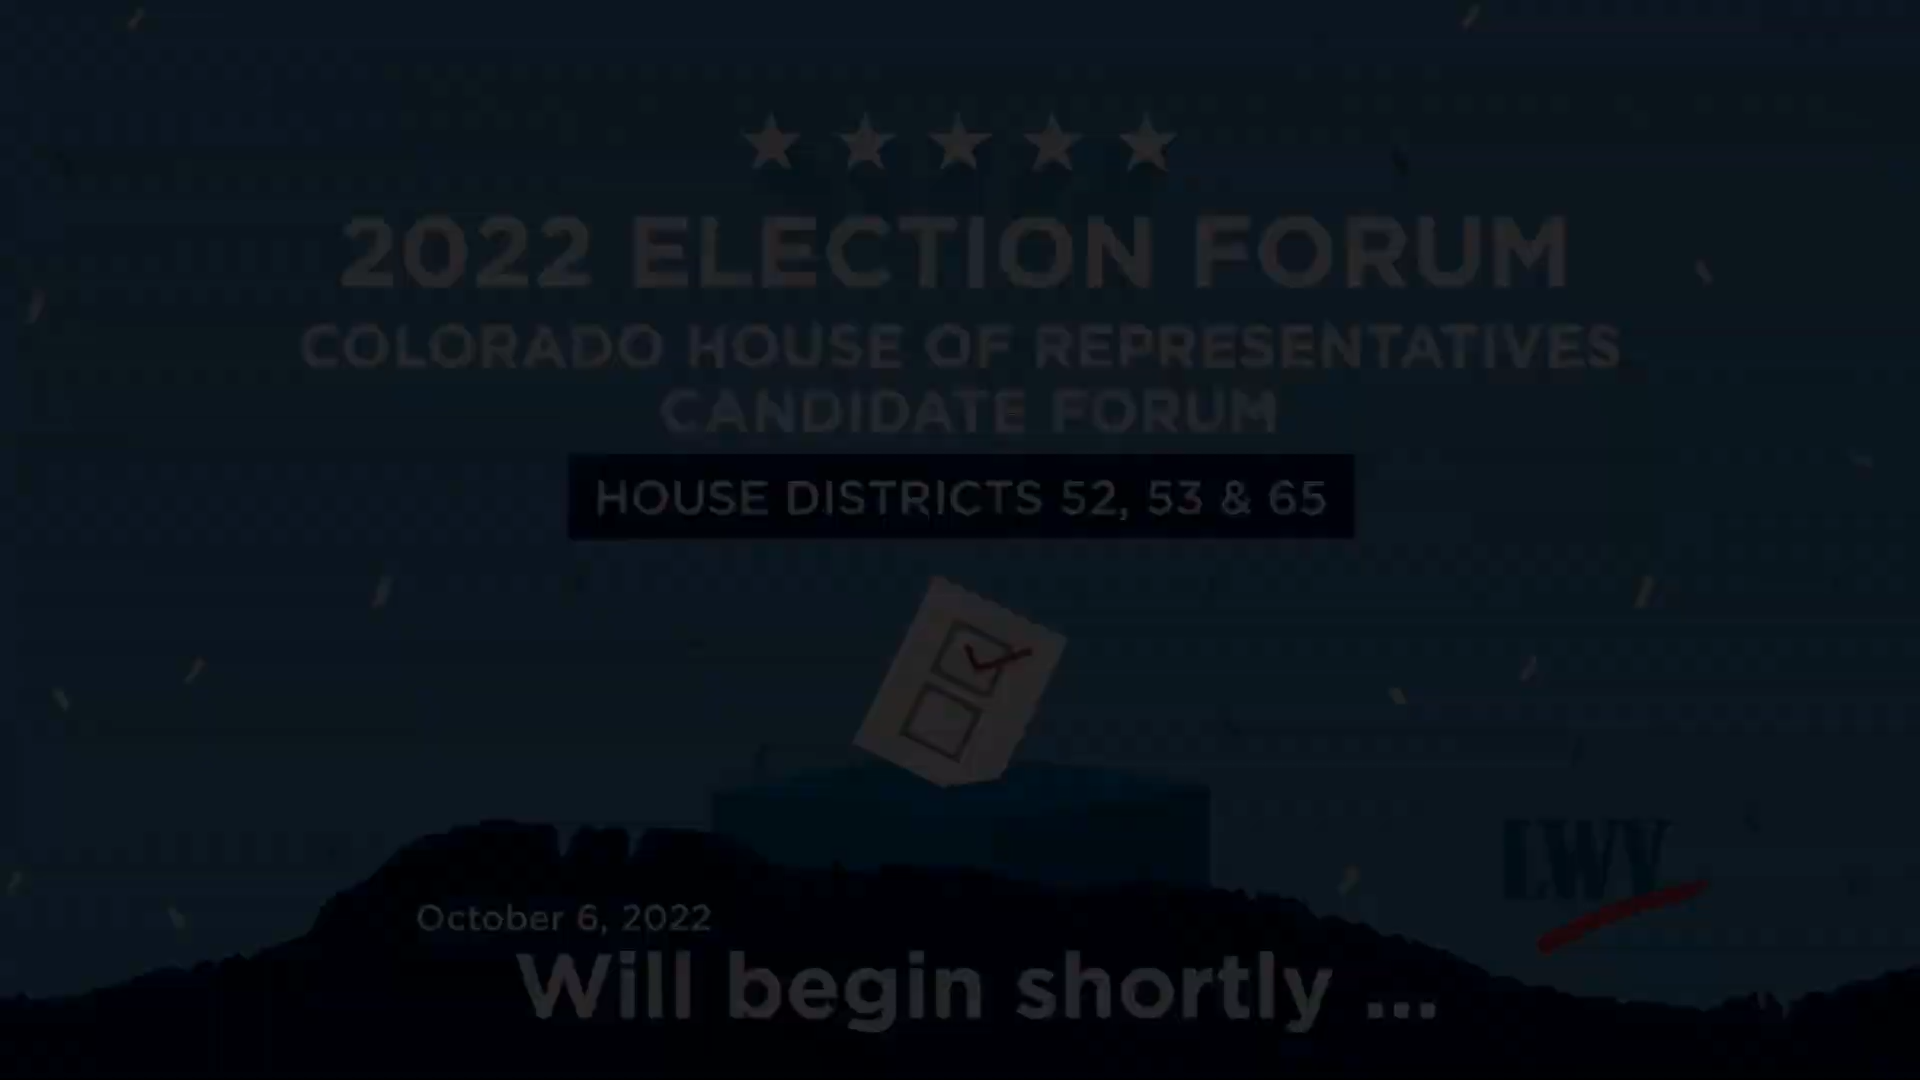 2022 ELECTION FORUM
COLORADO HOUSE OF REPRESENTATIVES
CANDIDATE FORUM
HOUSE DISTRICTS 52, 53 & 65
LWV
October 6, 2022
Will begin shortly ...